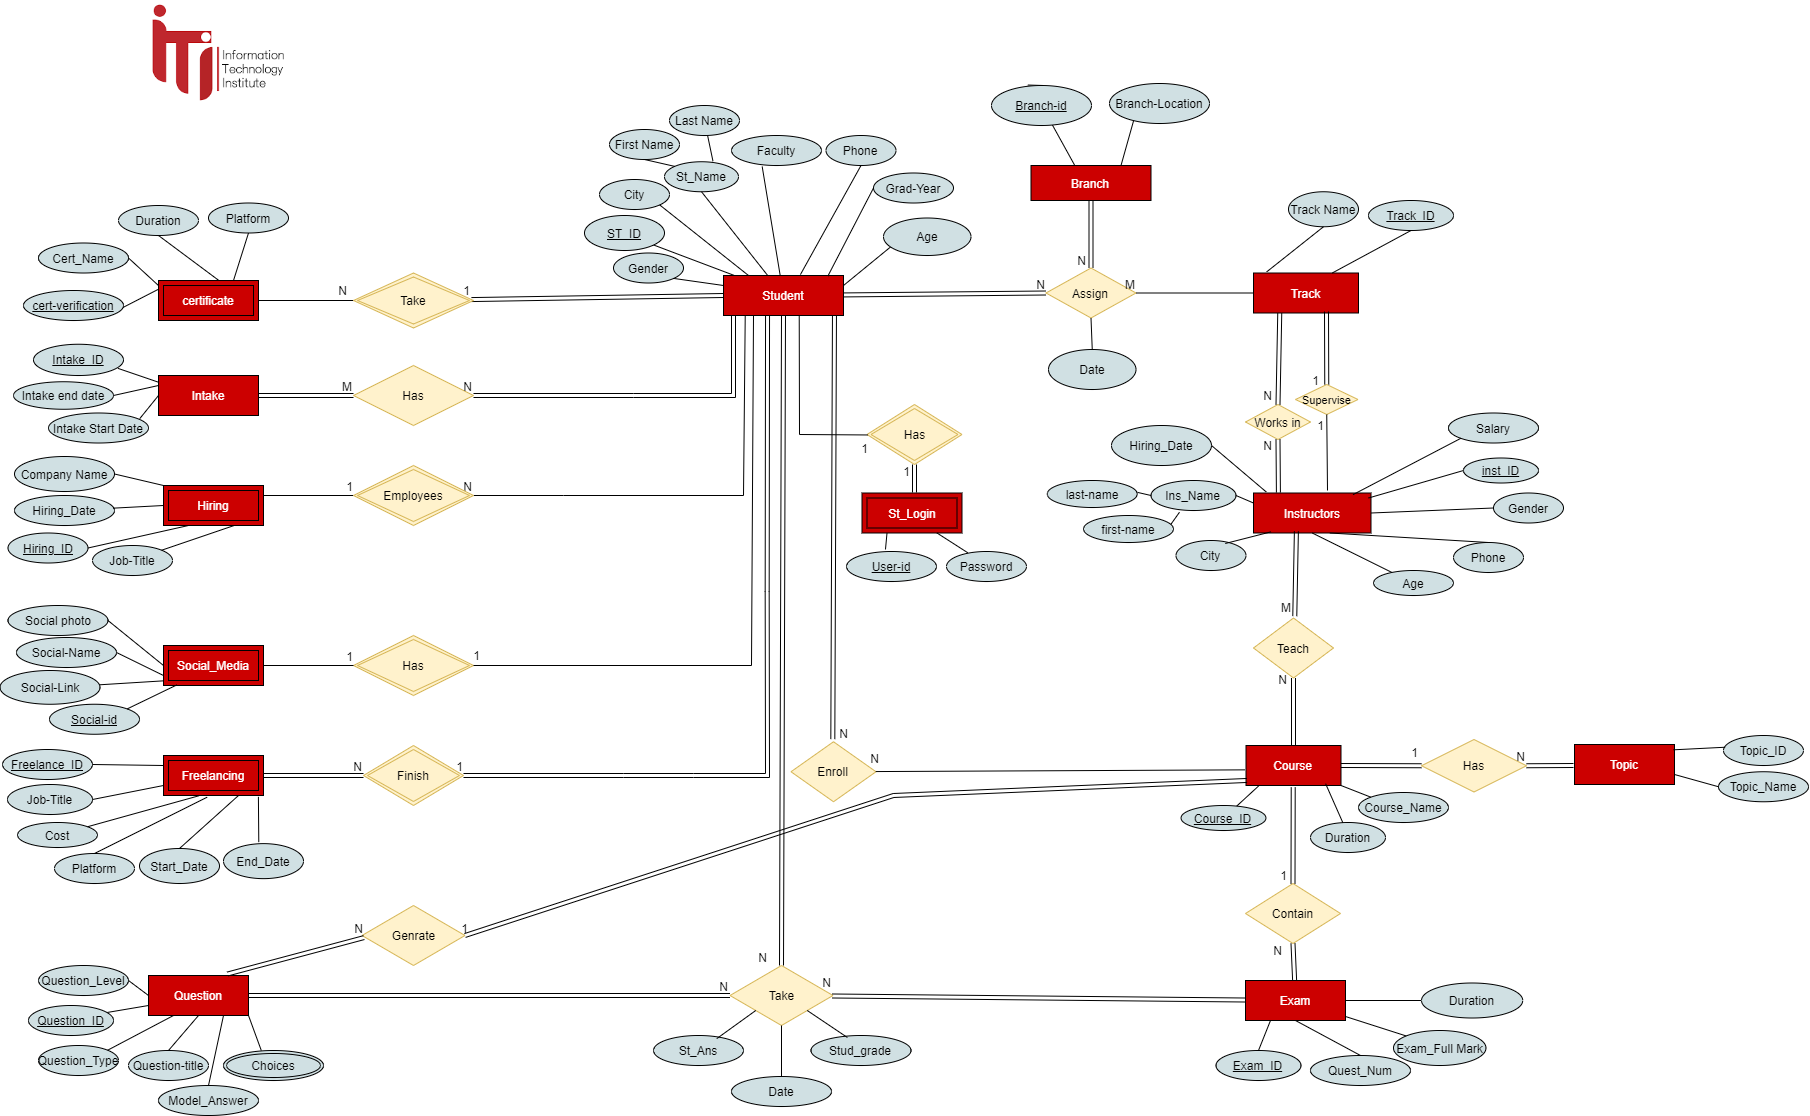 Information
Technology
Institute
Branch-id
Branch-Location
Branch
Last Name
First Name
Faculty
Phone
St_Name
City
Grad-Year
ST_ID
Age
Gender
Student
Track Name
Track_ID
Track
Duration
Platform
Cert_Name
cert-verification
certificate
N
Take
1
N
N
Assign
M
Date
Intake_ID
Intake end date
Intake Start Date
Intake
M
Has
N
1
Supervise
1
N
Works in
N
Has
1
1
St_Login
User-id
Password
Company Name
Hiring_Date
Hiring_ID
Job-Title
Hiring
1
Employees
N
Hiring_Date
Salary
last-name
Ins_Name
first-name
inst_ID
Gender
City
Age
Phone
Instructors
M
Teach
N
Social photo
Social-Name
Social-Link
Social-id
Social_Media
1
Has
1
Freelance_ID
Job-Title
Cost
Platform
Start_Date
End_Date
Freelancing
N
Finish
1
N
Enroll
N
Course
Course_ID
Duration
Course_Name
1
Has
N
Topic
Topic_ID
Topic_Name
1
Contain
N
N
Genrate
1
Question_Level
Question_ID
Question_Type
Question-title
Model_Answer
Choices
Question
N
N
Take
N
St_Ans
Date
Stud_grade
Exam
Duration
Exam_Full Mark
Quest_Num
Exam_ID